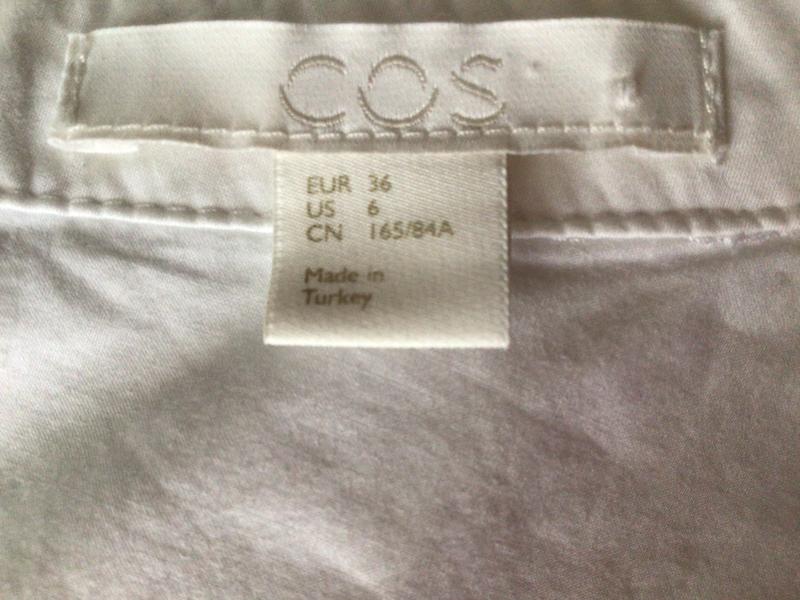 COS
EUR 36
US 6
CN 165/84A
Made in
Turkey